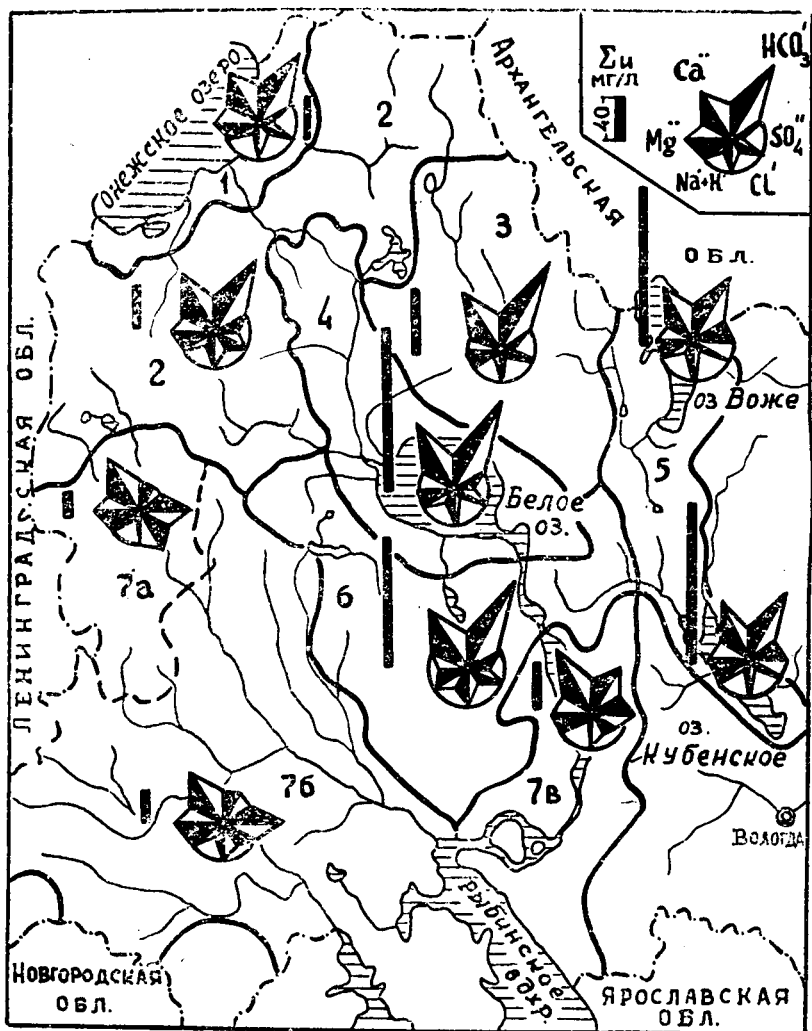 Онежское озеро
Архангельская
обл.
Σи
мг/л
40
Ca¨
HCO₃'
Mg¨
SO₄"
Na˙+K˙
Cl'
1
2
3
4
2
оз Воже
5
Белое
оз.
Ленинградская обл.
7а
6
оз.
Кубенское
7б
7в
Вологда
Рыбинское
вдхр.
Новгородская
обл.
Ярославская
обл.